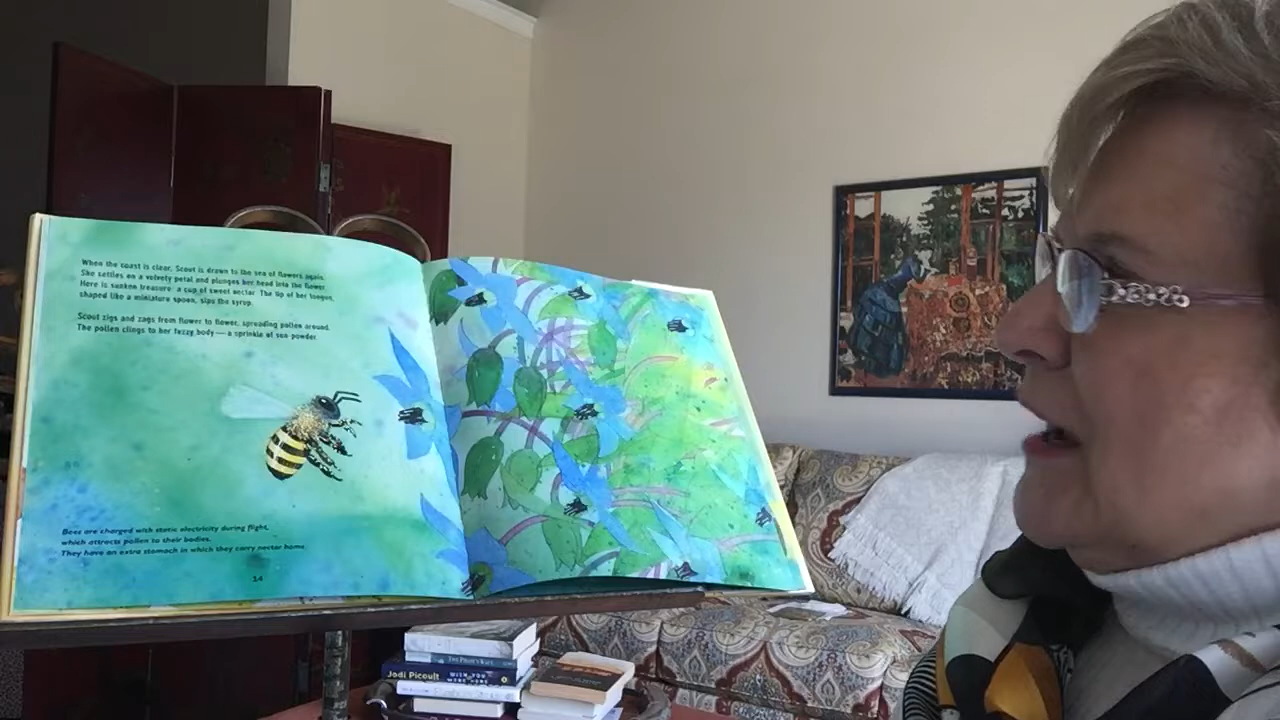 When the coast is clear, Scout is drawn to the sea of flowers again.
She settles on a velvety petal and plunges her head into the flower.
Here is sunken treasure: a cup of sweet nectar. The tip of her tongue,
shaped like a miniature spoon, sips the syrup.
Scout zigs and zags from flower to flower, spreading pollen around.
The pollen clings to her fuzzy body — a sprinkle of sun powder.
Bees are charged with static electricity during flight,
which attracts pollen to their bodies.
They have an extra stomach in which they carry nectar home.
14
Jodi Picoult
WISH YOU
WERE HERE